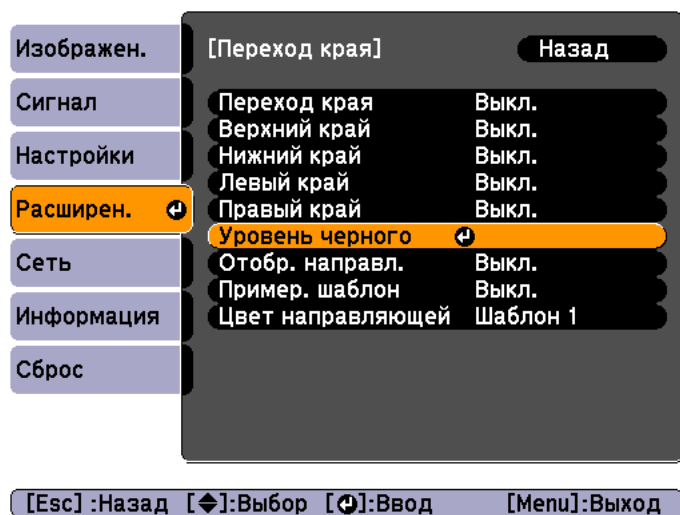 Изображен.
Сигнал
Настройки
Расширен.
Сеть
Информация
Сброс
[Переход края] Назад
Переход края Выкл.
Верхний край Выкл.
Нижний край Выкл.
Левый край Выкл.
Правый край Выкл.
Уровень черного
Отобр. направл. Выкл.
Пример. шаблон Выкл.
Цвет направляющей Шаблон 1
[Esc] :Назад [◆]:Выбор [⏎]:Ввод [Menu]:Выход